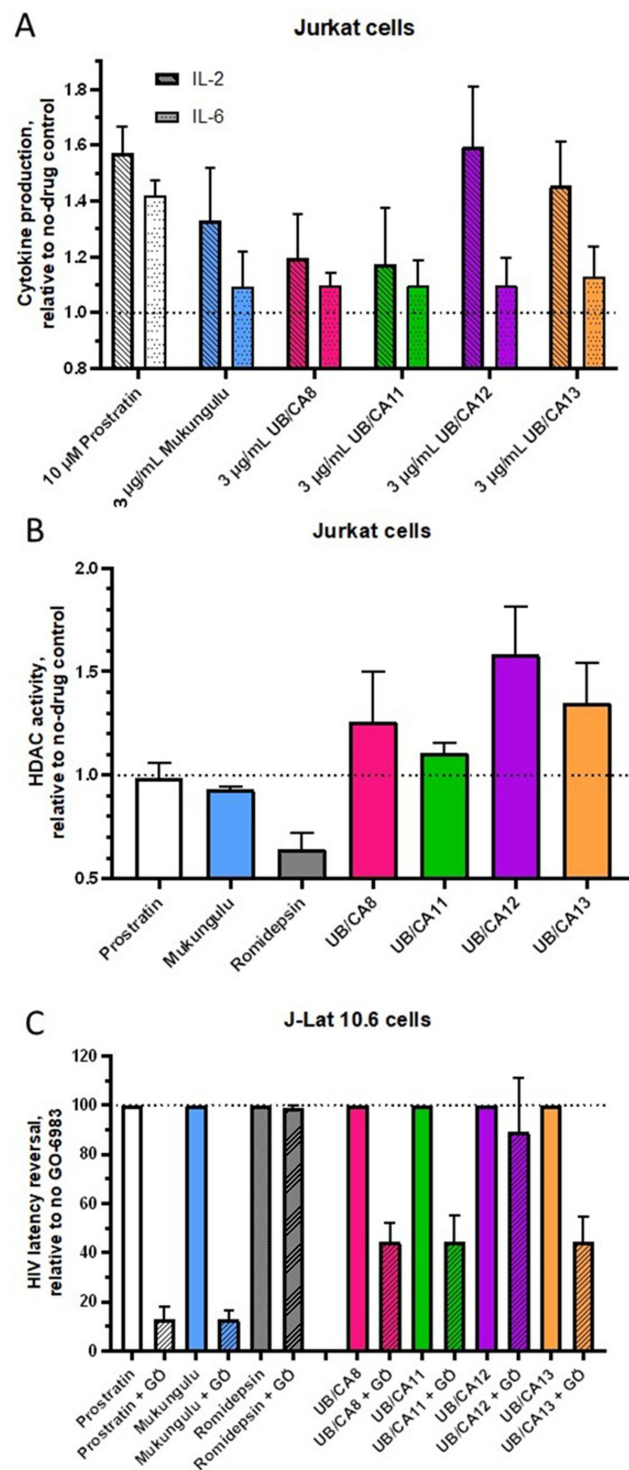 A
Jurkat cells
Cytokine production,
relative to no-drug control
1.8
1.6
1.4
1.2
1.0
0.8
IL-2
IL-6
10 µM Prostratin
3 µg/mL Mukungulu
3 µg/mL UB/CA8
3 µg/mL UB/CA11
3 µg/mL UB/CA12
3 µg/mL UB/CA13
B
Jurkat cells
HDAC activity,
relative to no-drug control
2.0
1.5
1.0
0.5
Prostratin
Mukungulu
Romidepsin
UB/CA8
UB/CA11
UB/CA12
UB/CA13
C
J-Lat 10.6 cells
HIV latency reversal,
relative to no GO-6983
120
100
80
60
40
20
0
Prostratin
Prostratin + GÖ
Mukungulu
Mukungulu + GÖ
Romidepsin
Romidepsin + GÖ
UB/CA8
UB/CA8 + GÖ
UB/CA11
UB/CA11 + GÖ
UB/CA12
UB/CA12 + GÖ
UB/CA13
UB/CA13 + GÖ